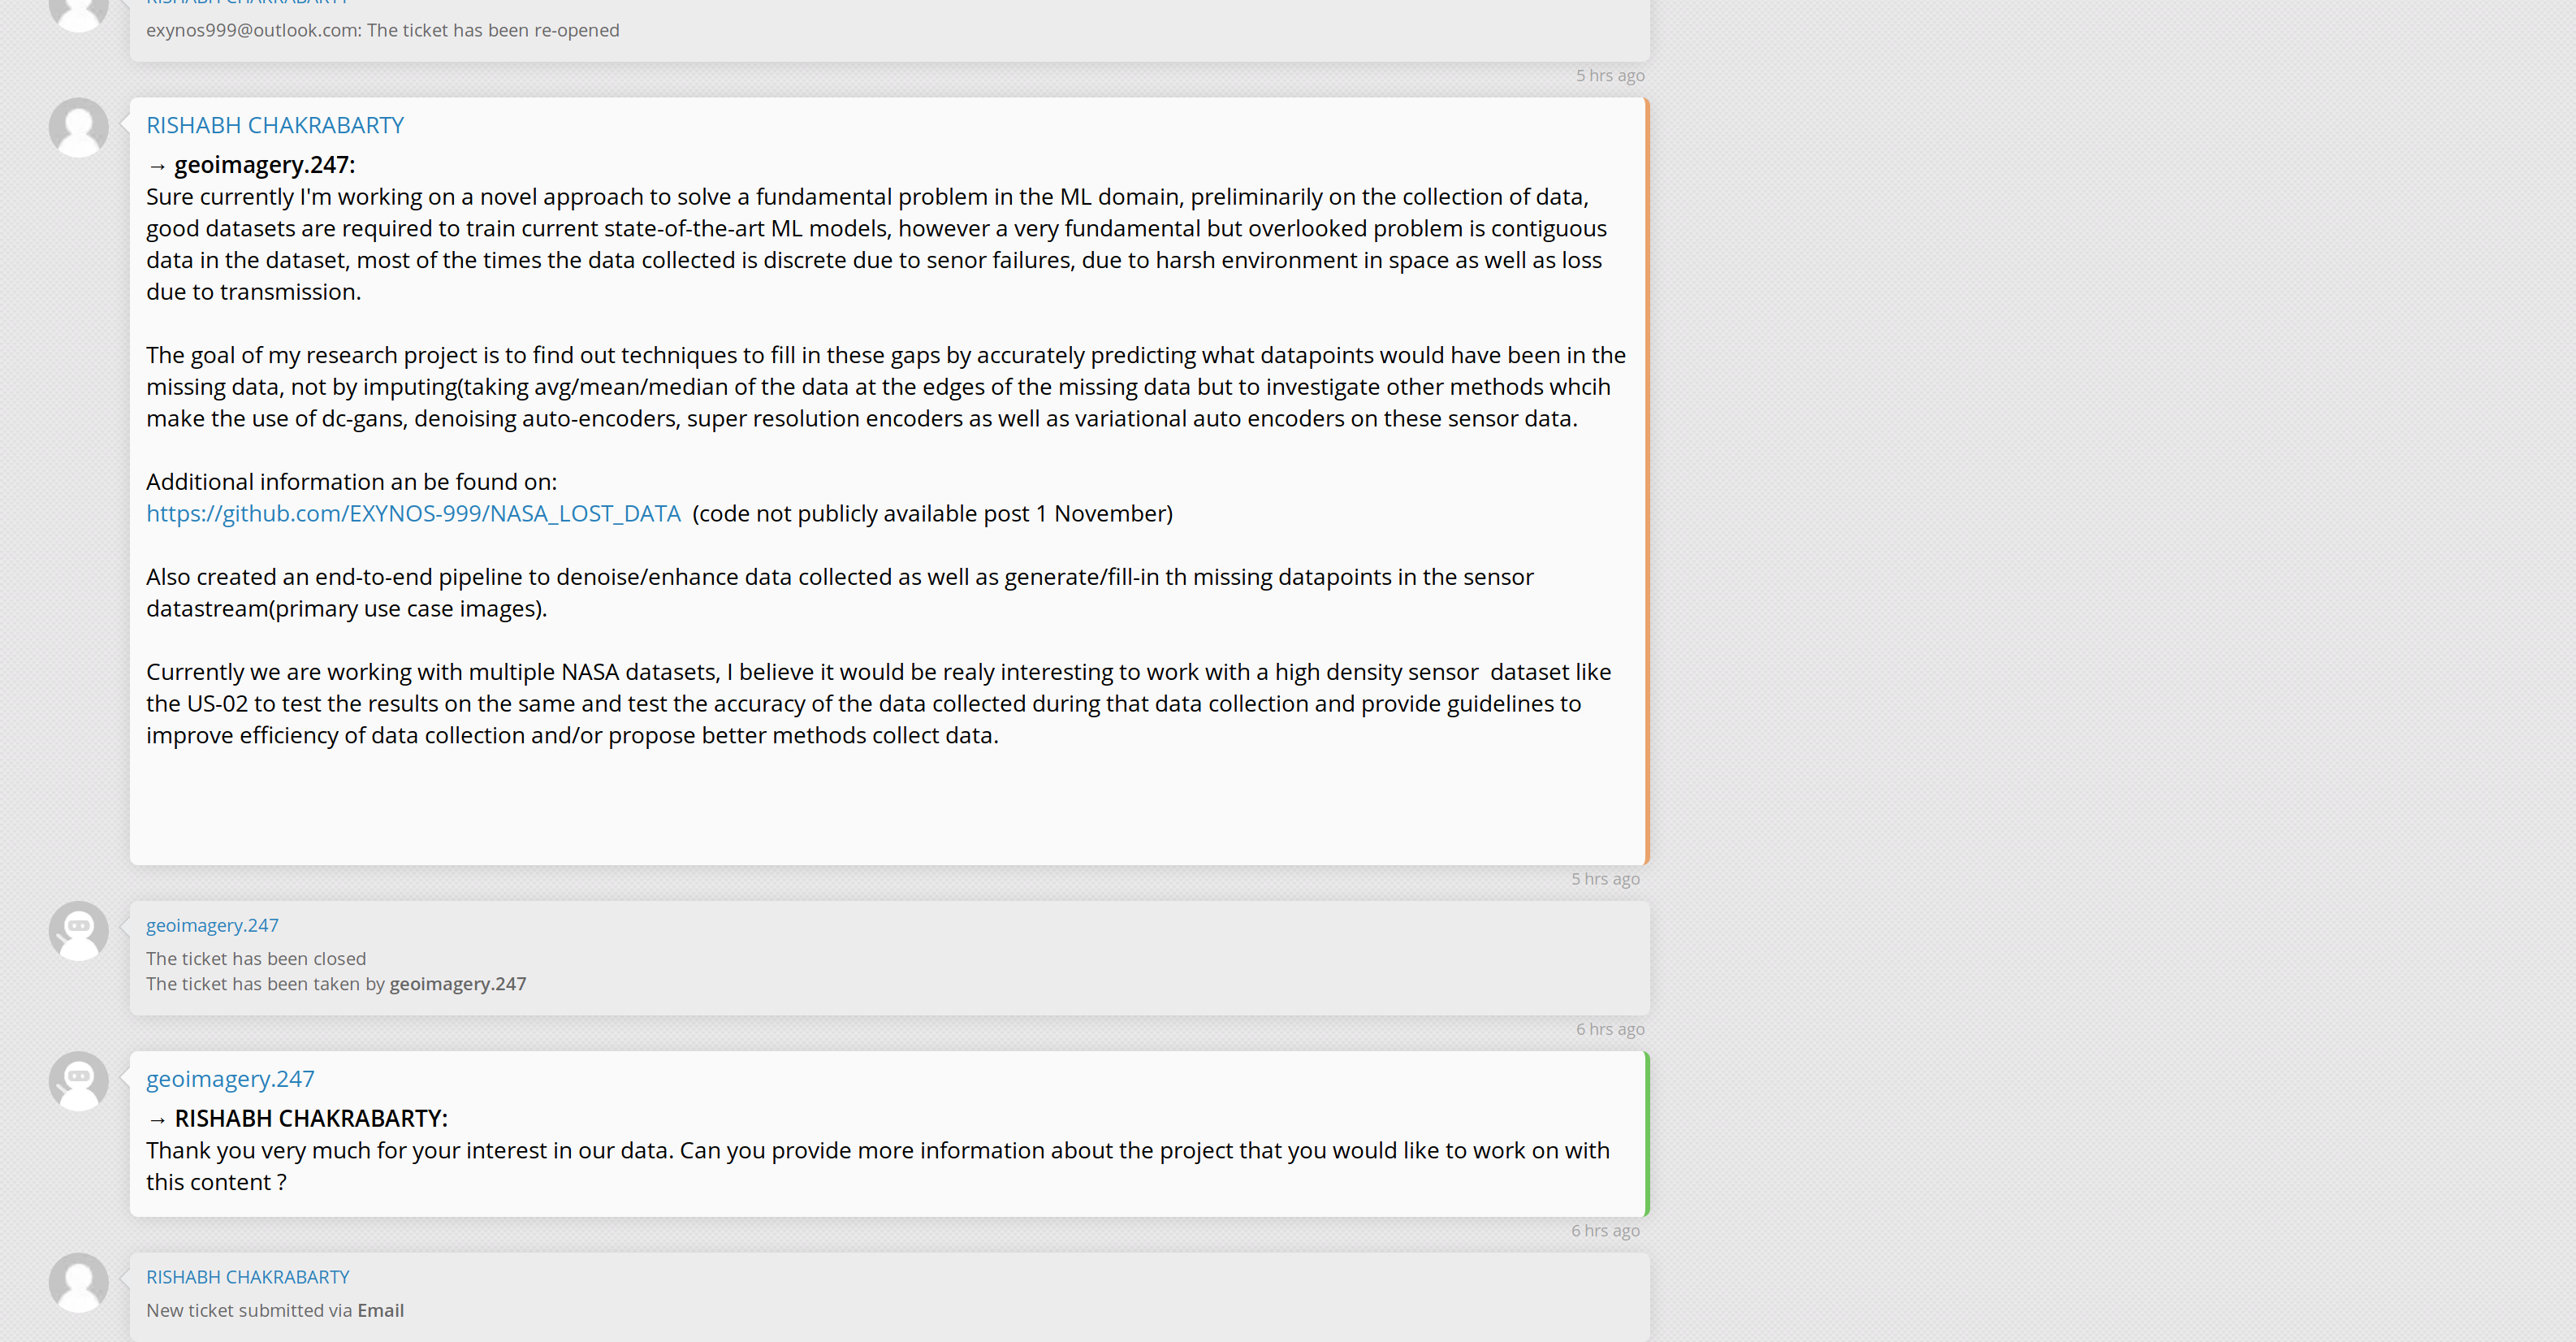 RISHABH CHAKRABARTY
exynos999@outlook.com: The ticket has been re-opened
5 hrs ago
RISHABH CHAKRABARTY
→ geoimagery.247:
Sure currently I'm working on a novel approach to solve a fundamental problem in the ML domain, preliminarily on the collection of data,
good datasets are required to train current state-of-the-art ML models, however a very fundamental but overlooked problem is contiguous
data in the dataset, most of the times the data collected is discrete due to senor failures, due to harsh environment in space as well as loss
due to transmission.
The goal of my research project is to find out techniques to fill in these gaps by accurately predicting what datapoints would have been in the
missing data, not by imputing(taking avg/mean/median of the data at the edges of the missing data but to investigate other methods whcih
make the use of dc-gans, denoising auto-encoders, super resolution encoders as well as variational auto encoders on these sensor data.
Additional information an be found on:
https://github.com/EXYNOS-999/NASA_LOST_DATA (code not publicly available post 1 November)
Also created an end-to-end pipeline to denoise/enhance data collected as well as generate/fill-in th missing datapoints in the sensor
datastream(primary use case images).
Currently we are working with multiple NASA datasets, I believe it would be realy interesting to work with a high density sensor dataset like
the US-02 to test the results on the same and test the accuracy of the data collected during that data collection and provide guidelines to
improve efficiency of data collection and/or propose better methods collect data.
5 hrs ago
geoimagery.247
The ticket has been closed
The ticket has been taken by geoimagery.247
6 hrs ago
geoimagery.247
→ RISHABH CHAKRABARTY:
Thank you very much for your interest in our data. Can you provide more information about the project that you would like to work on with
this content ?
6 hrs ago
RISHABH CHAKRABARTY
New ticket submitted via Email